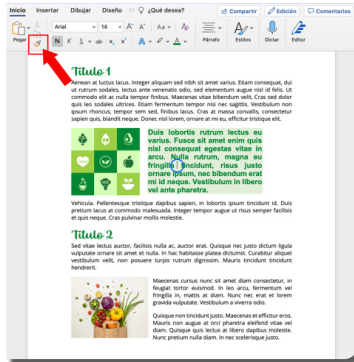 Inicio Insertar Dibujar Diseño >> ¿Qué desea? Compartir Edición Comentarios
Pegar Arial 14 A A Aa A
N K S ab x x A A Párrafo Estilos Dictar Editor
Título 1
Aenean at luctus lacus. Integer aliquam sed nibh sit amet varius. Etiam consequat, dui
ut rutrum sodales, lectus ante venenatis odio, sed elementum augue nisl id felis. Ut
commodo elit ac nulla tempor finibus. Maecenas vitae bibendum velit. Cras sed dolor
quis leo sodales ultrices. Etiam fermentum tempor nisi nec sagittis. Vestibulum non
ipsum rhoncus, tempor sem sed, finibus lacus. Cras at massa convallis, consectetur
sapien quis, blandit neque. Donec nisl lorem, ornare at mi eu, efficitur tristique elit.
Duis lobortis rutrum lectus eu
varius. Fusce sit amet enim quis
nisl consequat egestas vitae in
arcu. Nulla rutrum, magna eu
fringilla tincidunt, risus justo
ornare ipsum, nec bibendum erat
mi id neque. Vestibulum in libero
vel ante pharetra.
Vehicula. Pellentesque tristique dapibus sapien, in lobortis ipsum tincidunt id. Duis
pretium lacus at commodo malesuada. Integer tempor augue ut risus semper facilisis
et quis neque. Cras pulvinar mollis molestie.
Título 2
Sed vitae lectus auctor, facilisis nulla ac, auctor erat. Quisque nec justo dictum ligula
vulputate ornare sit amet et nulla. In hac habitasse platea dictumst. Curabitur aliquet
vestibulum velit, non posuere turpis rutrum dignissim. Mauris tincidunt tincidunt
hendrerit.
Maecenas cursus nunc sit amet diam consectetur, in
feugiat tortor euismod. In leo arcu, fermentum vel
fringilla in, mattis at diam. Nunc nec erat et lorem
gravida vulputate. Vestibulum a viverra odio.
Quisque non tincidunt justo. Maecenas et efficitur eros.
Mauris non augue at orci pharetra eleifend vitae vel
diam. Quisque quis lectus at libero dapibus molestie.
Nunc pretium nulla diam. In nec scelerisque justo.